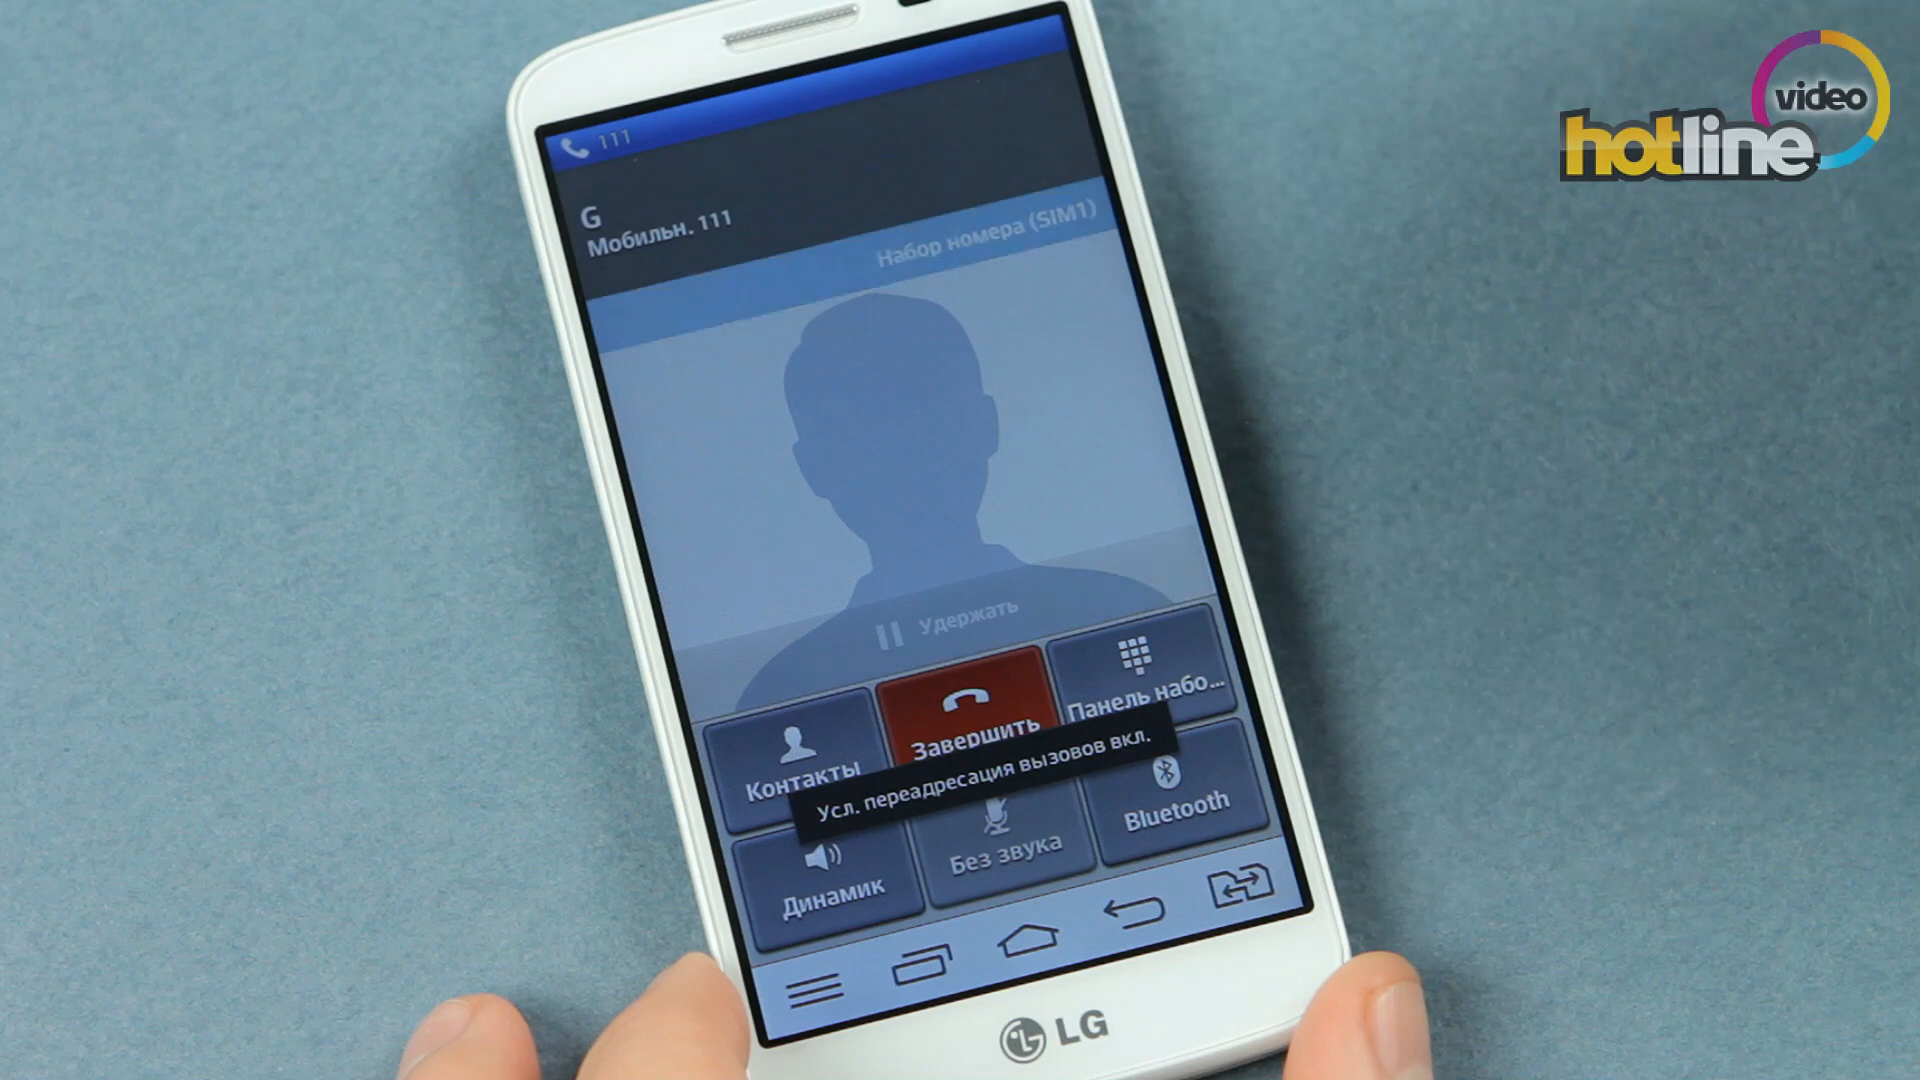 video
hotline
111
G
Мобильн. 111
Набор номера (SIM1)
Удержать
Контакты
Завершить
Панель набо...
Усл. переадресация вызовов вкл.
Динамик
Без звука
Bluetooth
LG